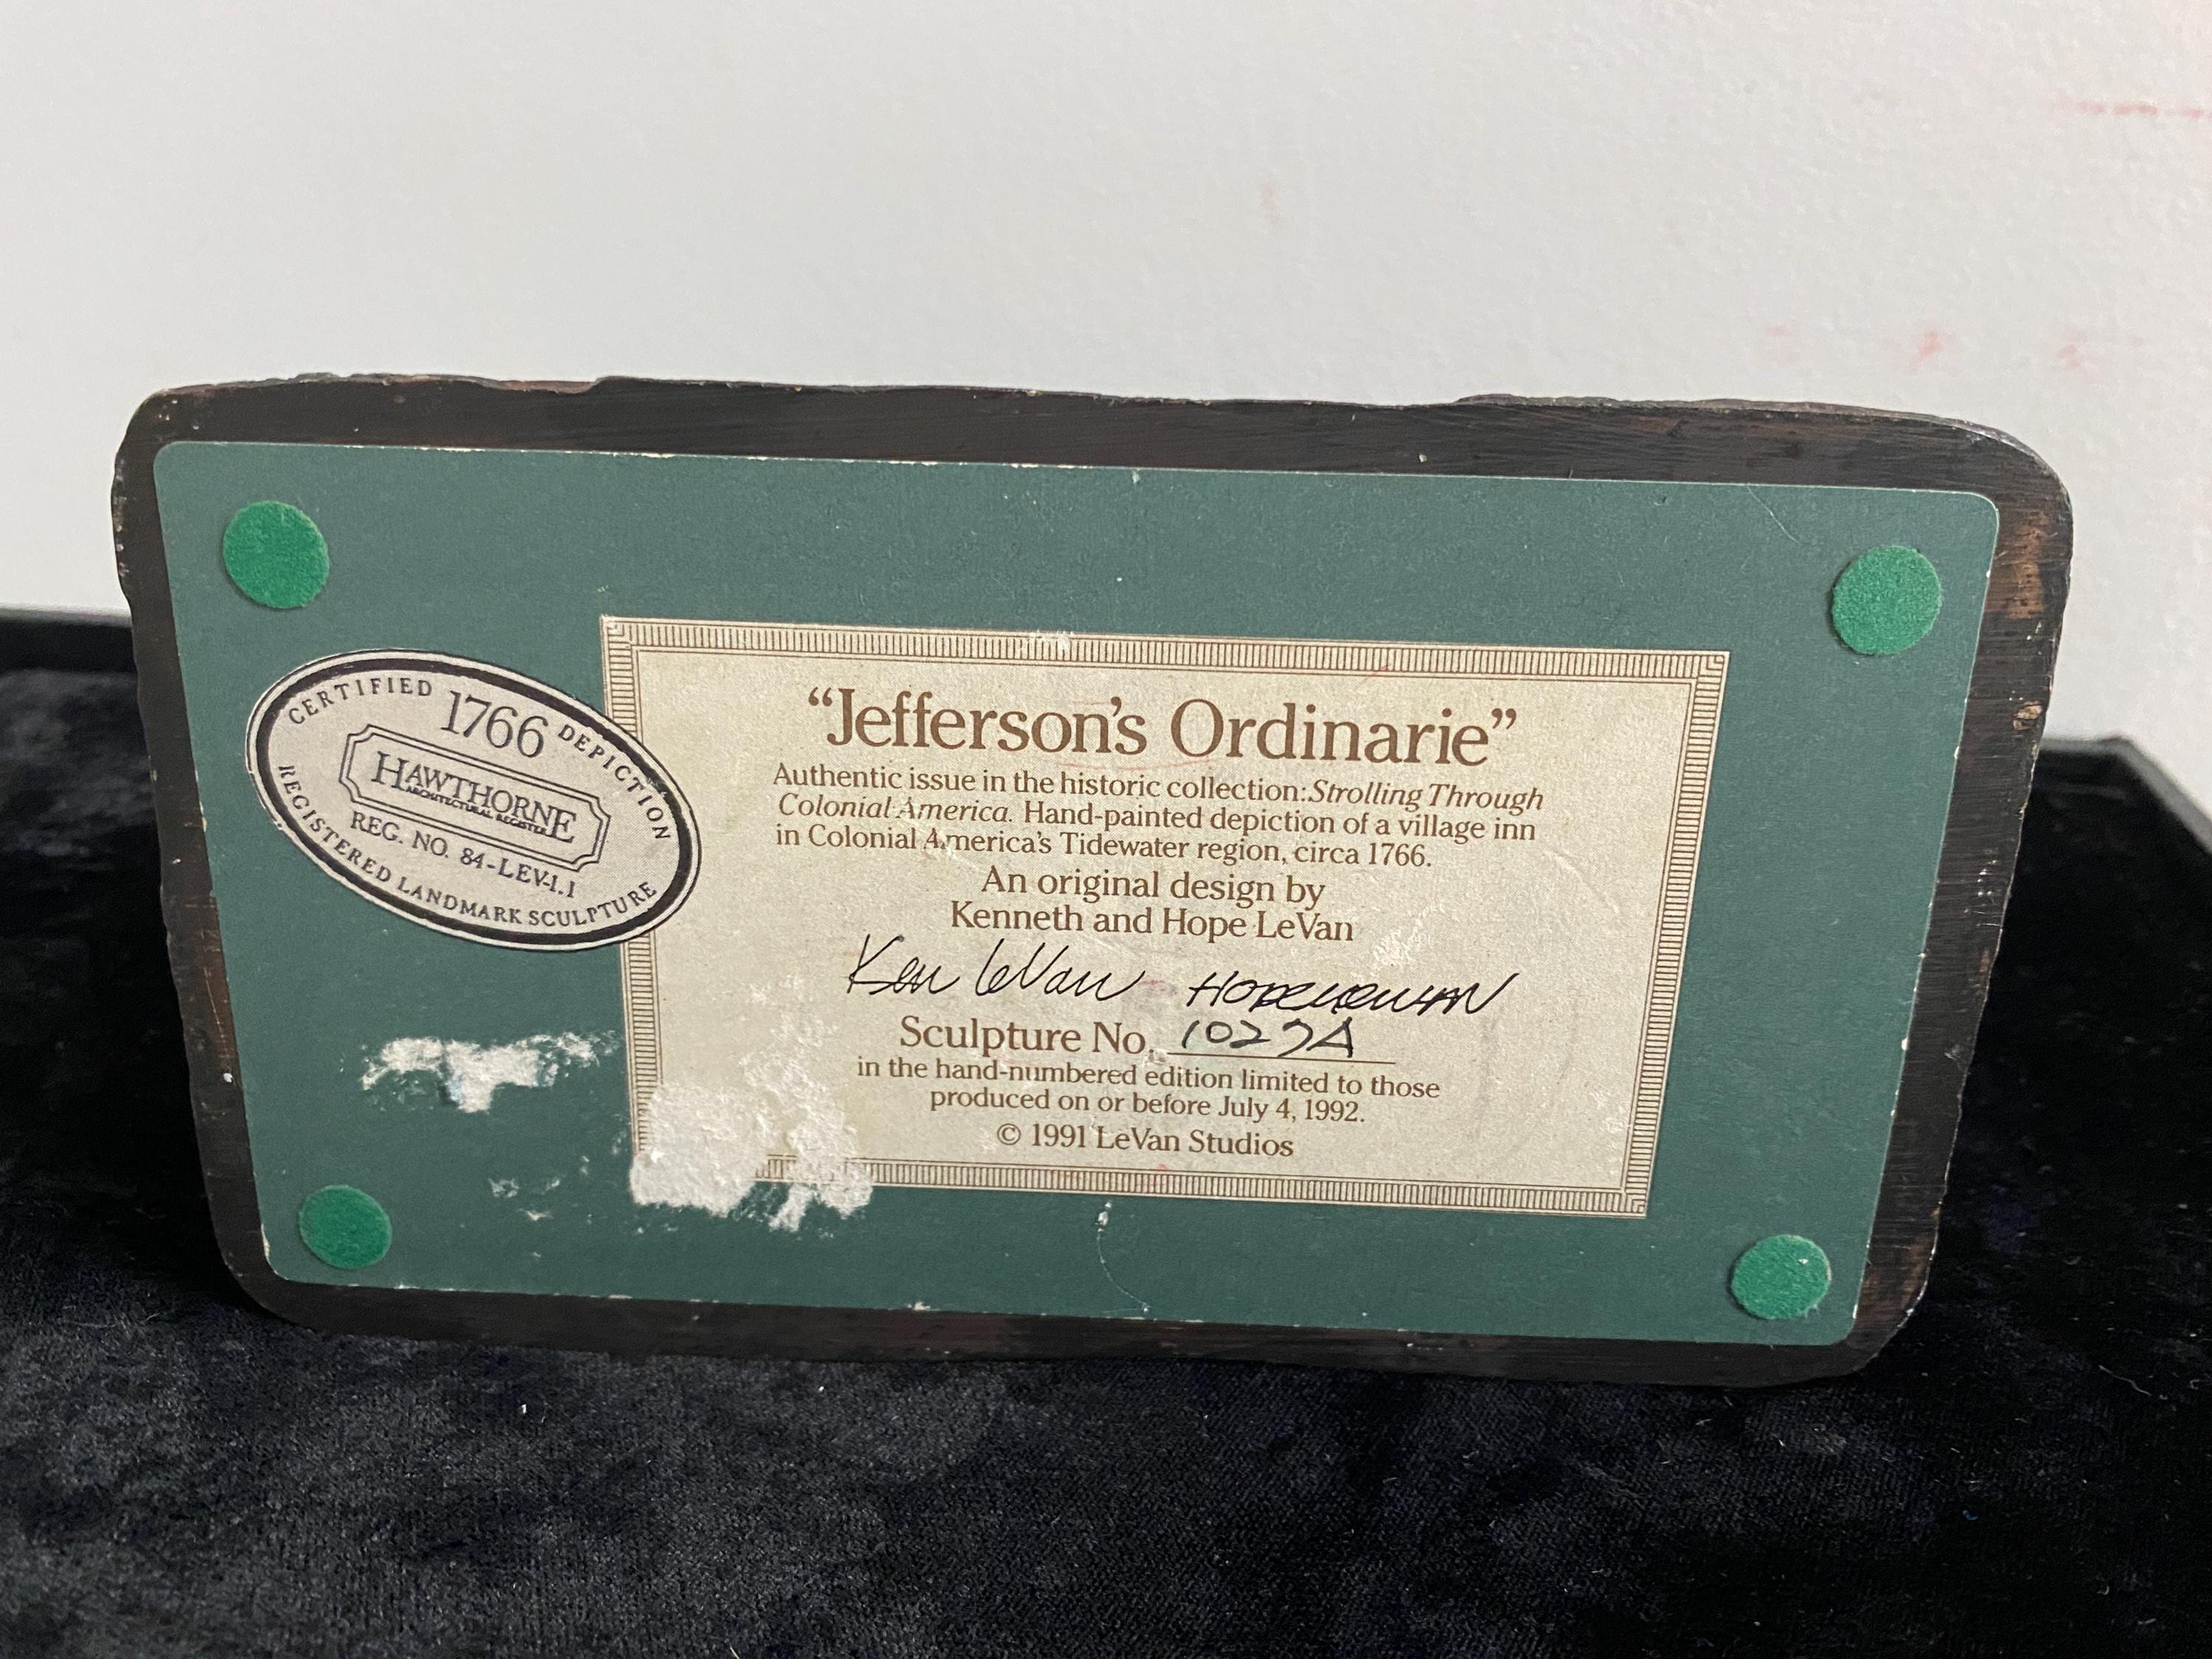 CERTIFIED 1766 DEPICTION
HAWTHORNE
ARCHITECTURAL REGISTER
REG. NO. 84-LEV-1.1
REGISTERED LANDMARK SCULPTURE
“Jefferson's Ordinarie”
Authentic issue in the historic collection: Strolling Through
Colonial America. Hand-painted depiction of a village inn
in Colonial America's Tidewater region, circa 1766.
An original design by
Kenneth and Hope LeVan
Ken LeVan Hope LeVan
Sculpture No. 1027A
in the hand-numbered edition limited to those
produced on or before July 4, 1992.
© 1991 LeVan Studios